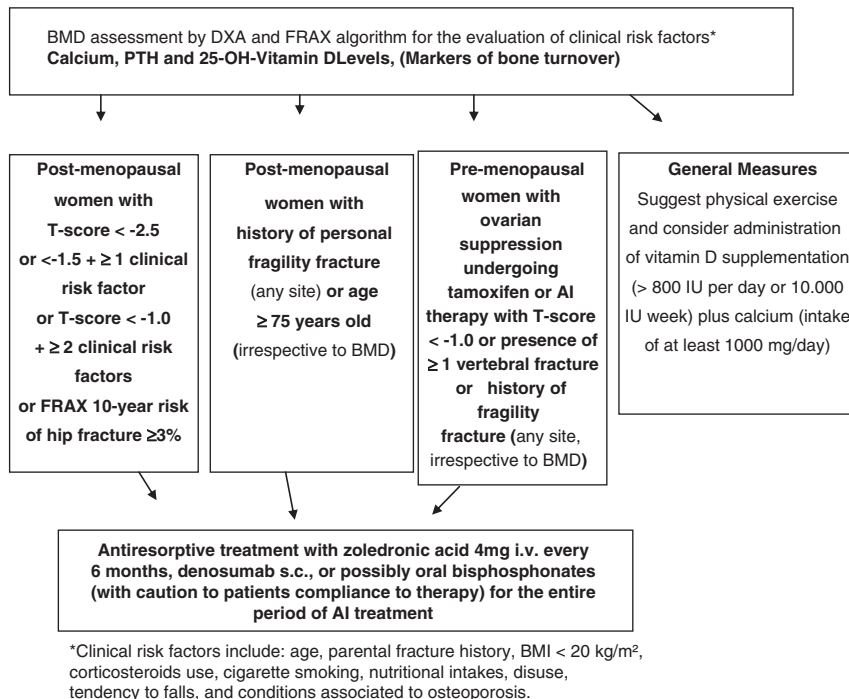 BMD assessment by DXA and FRAX algorithm for the evaluation of clinical risk factors*
Calcium, PTH and 25-OH-Vitamin DLevels, (Markers of bone turnover)
Post-menopausal
women with
T-score < -2.5
or <-1.5 + ≥ 1 clinical
risk factor
or T-score < -1.0
+ ≥ 2 clinical risk
factors
or FRAX 10-year risk
of hip fracture ≥3%
Post-menopausal
women with
history of personal
fragility fracture
(any site) or age
≥ 75 years old
(irrespective to BMD)
Pre-menopausal
women with
ovarian
suppression
undergoing
tamoxifen or AI
therapy with T-score
< -1.0 or presence of
≥ 1 vertebral fracture
or history of
fragility
fracture (any site,
irrespective to BMD)
General Measures
Suggest physical exercise
and consider administration
of vitamin D supplementation
(> 800 IU per day or 10.000
IU week) plus calcium (intake
of at least 1000 mg/day)
Antiresorptive treatment with zoledronic acid 4mg i.v. every
6 months, denosumab s.c., or possibly oral bisphosphonates
(with caution to patients compliance to therapy) for the entire
period of AI treatment
*Clinical risk factors include: age, parental fracture history, BMI < 20 kg/m²,
corticosteroids use, cigarette smoking, nutritional intakes, disuse,
tendency to falls, and conditions associated to osteporosis.